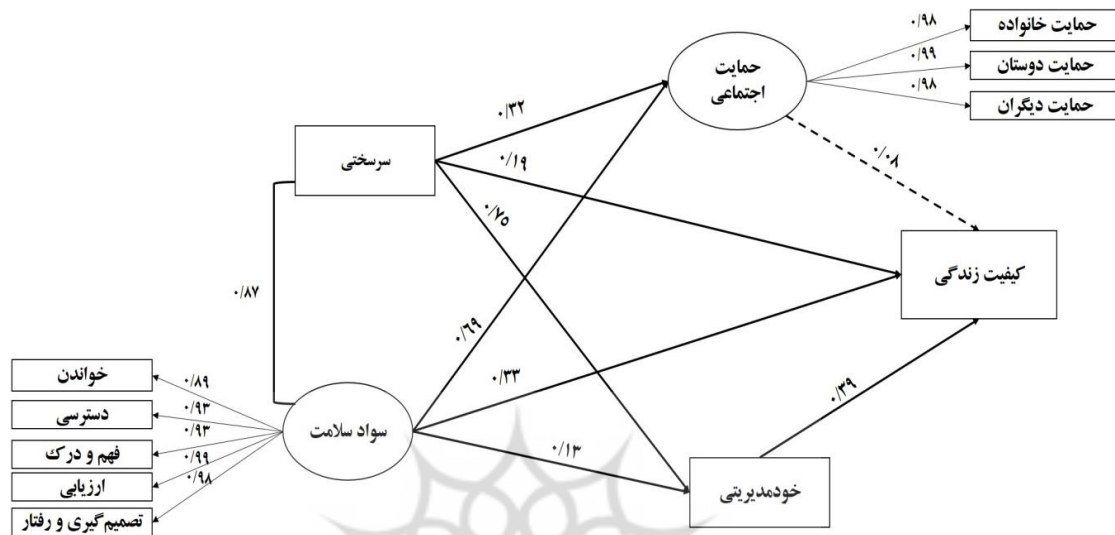 حمایت خانواده
۰/۹۸
حمایت دوستان
۰/۹۹
حمایت دیگران
۰/۹۸
حمایت
اجتماعی
۰/۳۲
۰/۰۸
سرسختی
۰/۱۹
۰/۷۵
کیفیت زندگی
۰/۸۷
۰/۶۹
۰/۳۳
۰/۳۹
خواندن
۰/۸۹
دسترسی
۰/۹۳
سواد سلامت
فهم و درک
۰/۹۳
۰/۱۳
ارزیابی
۰/۹۹
خودمدیریتی
تصمیم‌گیری و رفتار
۰/۹۸